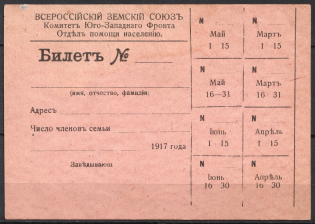 ВСЕРОССІЙСКІЙ ЗЕМСКІЙ СОЮЗЪ
Комитетъ Юго-Западнаго Фронта
Отдѣлъ помощи населенію.
Билетъ №
(имя, отчество, фамилія)
Адресъ
Число членовъ семьи
1917 года
Завѣдывающ
N N
Май Мартъ
1 15 1 15
N N
Май Мартъ
16—31 16—31
N N
Іюнь Апрѣль
1 15 1 15
N N
Іюнь Апрѣль
16 30 16 30